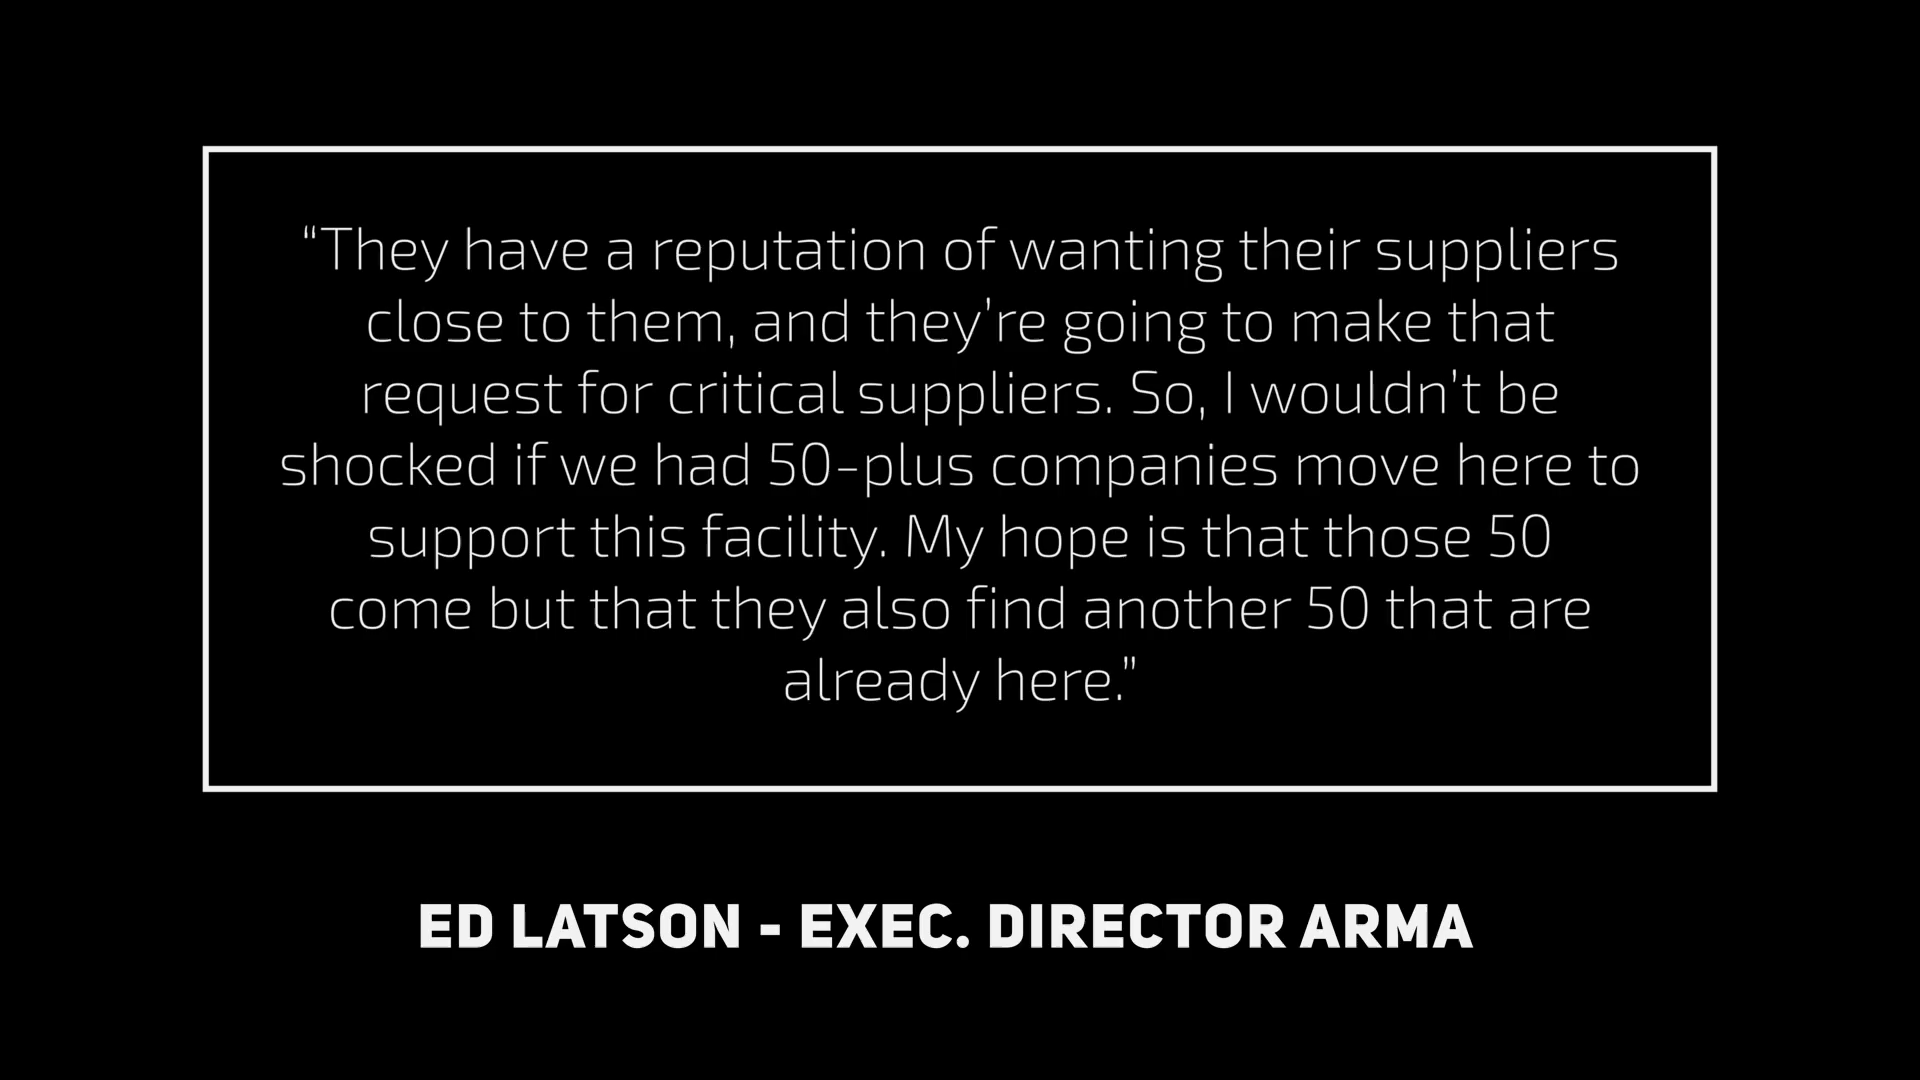 “They have a reputation of wanting their suppliers
close to them, and they’re going to make that
request for critical suppliers. So, I wouldn’t be
shocked if we had 50-plus companies move here to
support this facility. My hope is that those 50
come but that they also find another 50 that are
already here.”
ED LATSON - EXEC. DIRECTOR ARMA